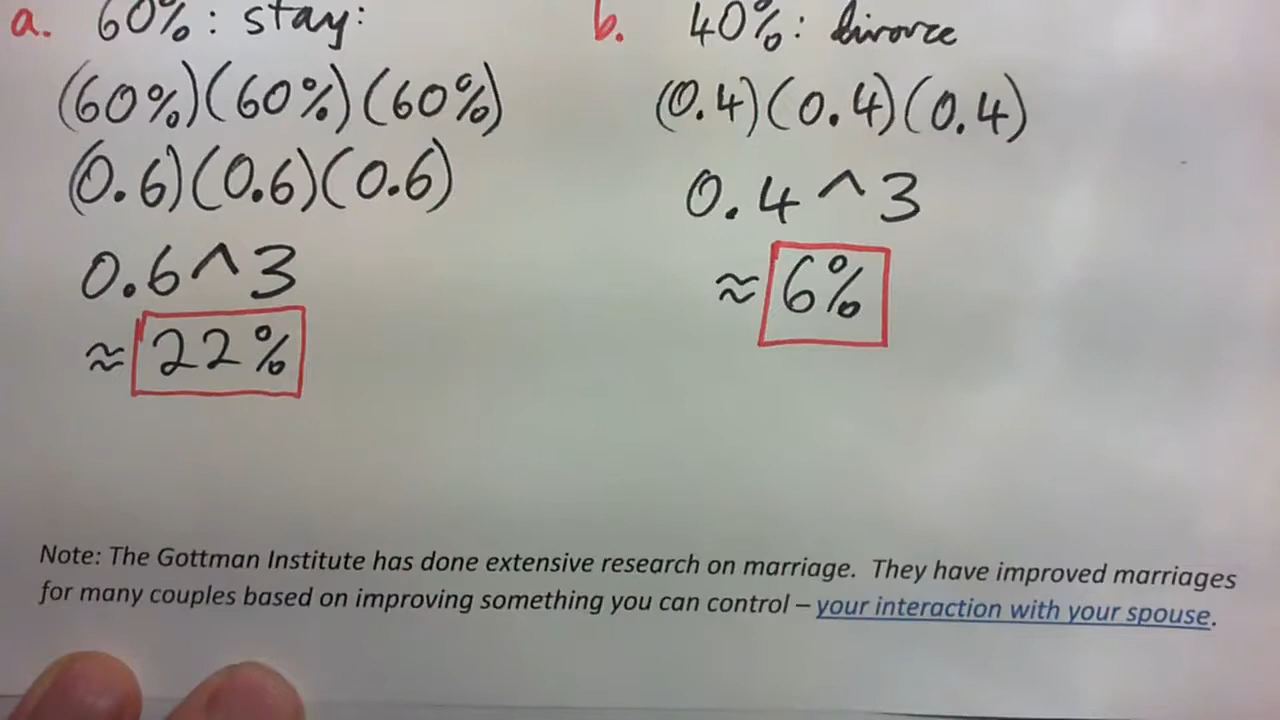 a. 60%: stay:
(60%)(60%)(60%)
(0.6)(0.6)(0.6)
0.6^3
≈ 22%
b. 40%: divorce
(0.4)(0.4)(0.4)
0.4^3
≈ 6%
Note: The Gottman Institute has done extensive research on marriage. They have improved marriages
for many couples based on improving something you can control – your interaction with your spouse.